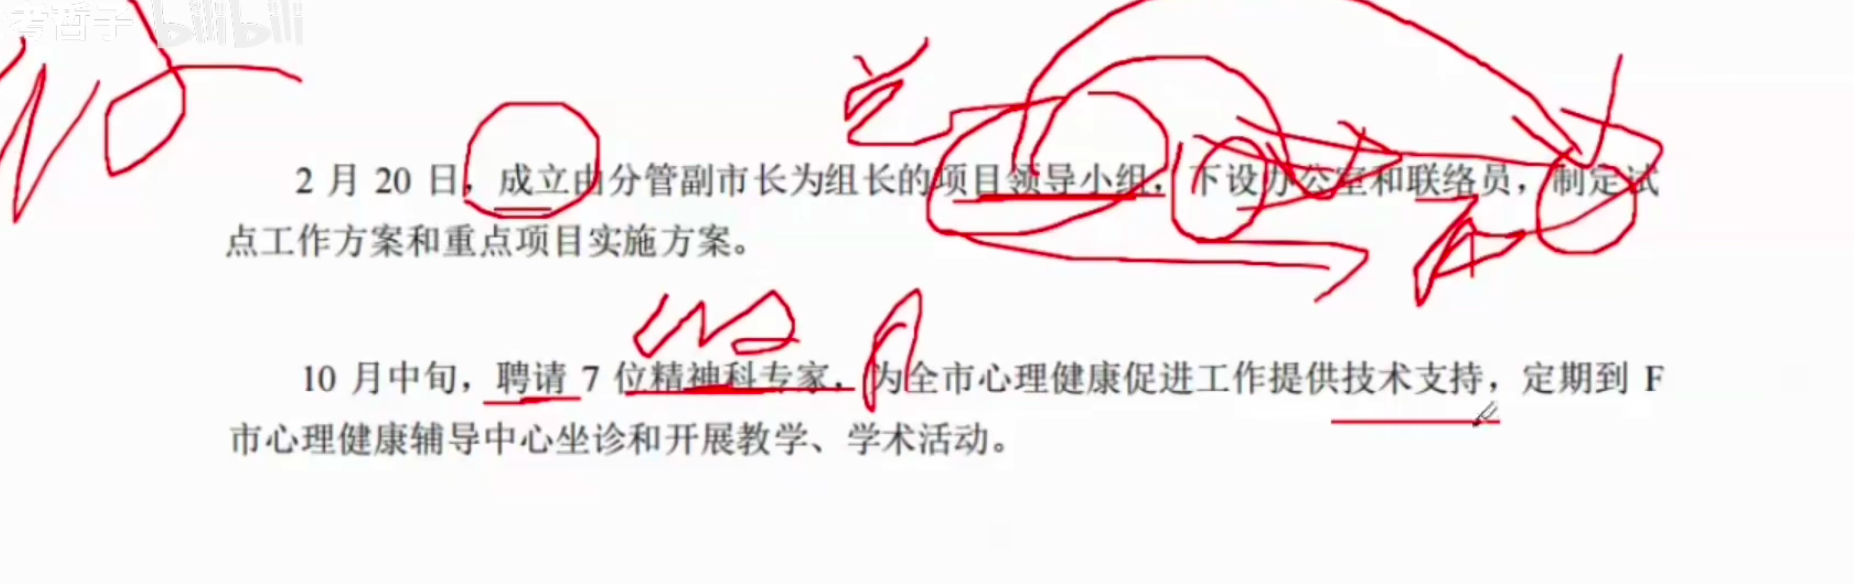 考哲学 bilibili
2 月 20 日，成立由分管副市长为组长的项目领导小组，下设办公室和联络员，制定试
点工作方案和重点项目实施方案。
10 月中旬，聘请 7 位精神科专家，为全市心理健康促进工作提供技术支持，定期到 F
市心理健康辅导中心坐诊和开展教学、学术活动。